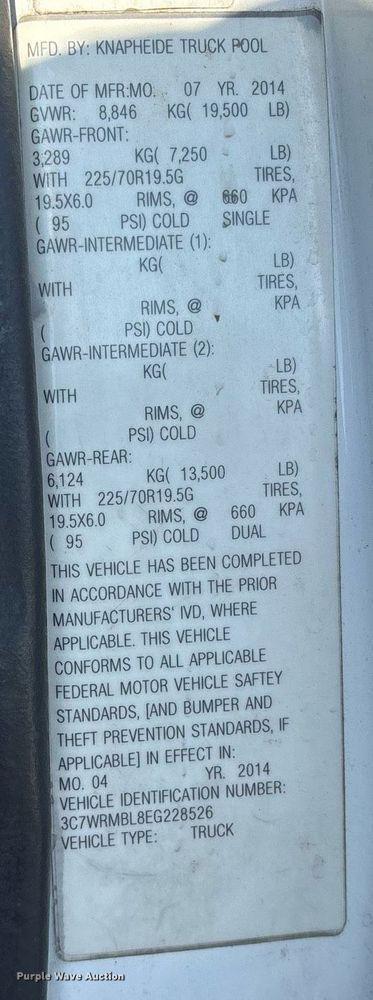 MFD. BY: KNAPHEIDE TRUCK POOL
DATE OF MFR:MO. 07 YR. 2014
GVWR: 8,846 KG( 19,500 LB)
GAWR-FRONT:
3,289 KG( 7,250 LB)
WITH 225/70R19.5G TIRES,
19.5X6.0 RIMS, @ 660 KPA
( 95 PSI) COLD SINGLE
GAWR-INTERMEDIATE (1):
KG( LB)
WITH TIRES,
RIMS, @ KPA
( PSI) COLD
GAWR-INTERMEDIATE (2):
KG( LB)
WITH TIRES,
RIMS, @ KPA
( PSI) COLD
GAWR-REAR:
6,124 KG( 13,500 LB)
WITH 225/70R19.5G TIRES,
19.5X6.0 RIMS, @ 660 KPA
( 95 PSI) COLD DUAL
THIS VEHICLE HAS BEEN COMPLETED
IN ACCORDANCE WITH THE PRIOR
MANUFACTURERS' IVD, WHERE
APPLICABLE. THIS VEHICLE
CONFORMS TO ALL APPLICABLE
FEDERAL MOTOR VEHICLE SAFTEY
STANDARDS, [AND BUMPER AND
THEFT PREVENTION STANDARDS, IF
APPLICABLE] IN EFFECT IN:
MO. 04 YR. 2014
VEHICLE IDENTIFICATION NUMBER:
3C7WRMBL8EG228526
VEHICLE TYPE: TRUCK
Purple Wave Auction